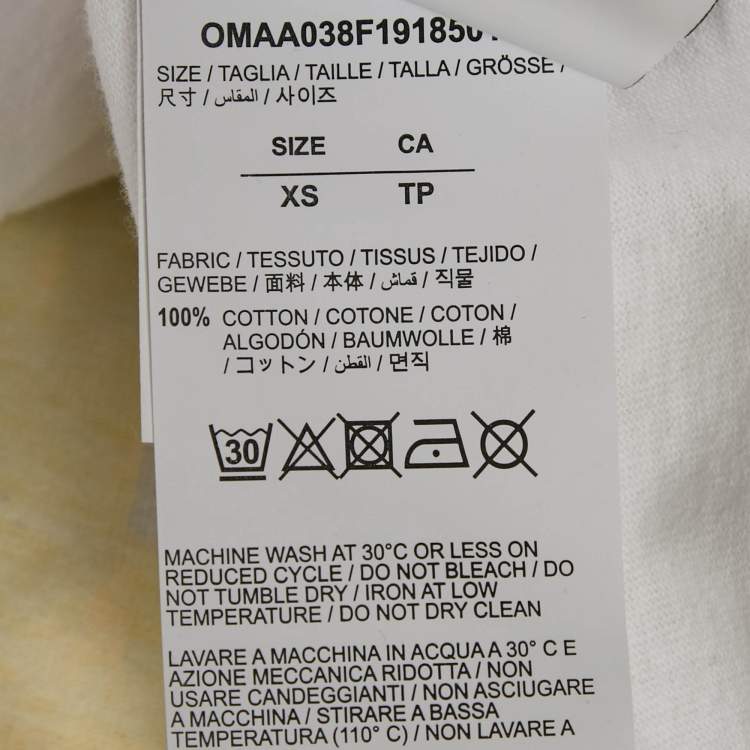 OMAA038F1918501
SIZE / TAGLIA / TAILLE / TALLA / GRÖSSE /
尺寸 / المقاس / 사이즈
SIZE CA
XS TP
FABRIC / TESSUTO / TISSUS / TEJIDO /
GEWEBE / 面料 / 本体 / قماش / 직물
100% COTTON / COTONE / COTON /
ALGODÓN / BAUMWOLLE / 棉
/ コットン / القطن / 면직
30
MACHINE WASH AT 30°C OR LESS ON
REDUCED CYCLE / DO NOT BLEACH / DO
NOT TUMBLE DRY / IRON AT LOW
TEMPERATURE / DO NOT DRY CLEAN
LAVARE A MACCHINA IN ACQUA A 30° C E
AZIONE MECCANICA RIDOTTA / NON
USARE CANDEGGIANTI / NON ASCIUGARE
A MACCHINA / STIRARE A BASSA
TEMPERATURA (110° C) / NON LAVARE A